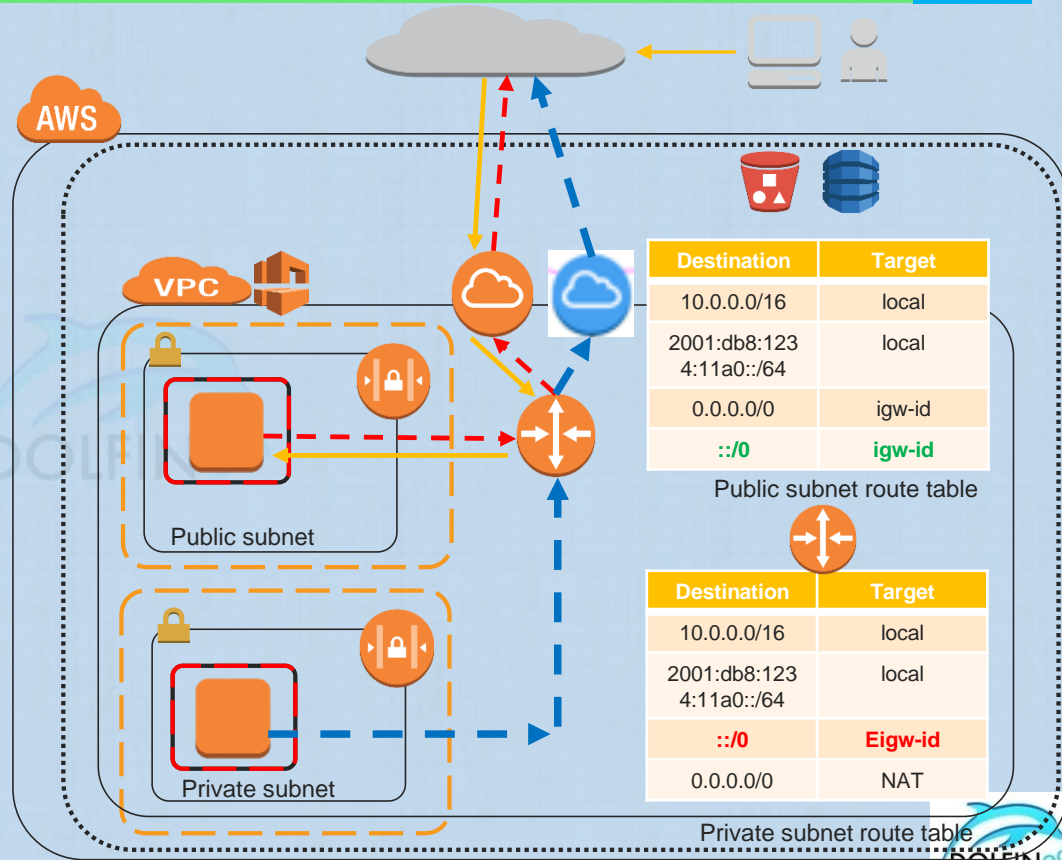 AWS
VPC
Destination Target
10.0.0.0/16 local
2001:db8:123 local
4:11a0::/64
0.0.0.0/0 igw-id
::/0 igw-id
Public subnet route table
DOLFIN
Public subnet
Destination Target
10.0.0.0/16 local
2001:db8:123 local
4:11a0::/64
::/0 Eigw-id
0.0.0.0/0 NAT
Private subnet
Private subnet route table
DOLFIN